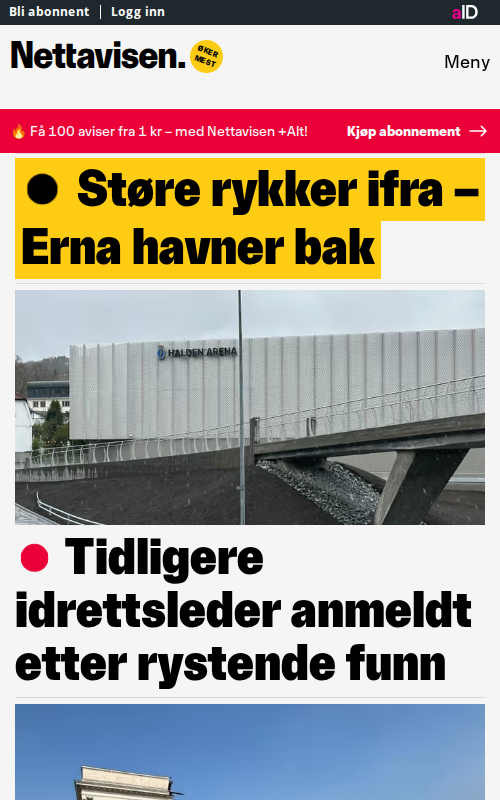 Bli abonnent
Logg inn
aID
Nettavisen.
ØKER
MEST
Meny
🔥 Få 100 aviser fra 1 kr – med Nettavisen +Alt!
Kjøp abonnement →
Støre rykker ifra –
Erna havner bak
HALDEN ARENA
Tidligere
idrettsleder anmeldt
etter rystende funn